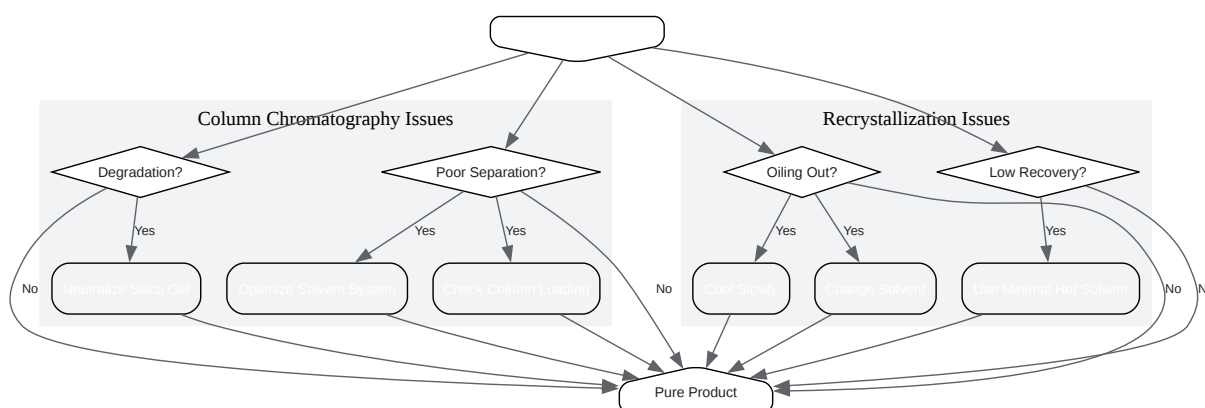 Column Chromatography Issues
Recrystallization Issues
Degradation?
Poor Separation?
Oiling Out?
Low Recovery?
Yes
Yes
Yes
Yes
Yes
Yes
Neutralize Silica Gel
Optimize Solvent System
Check Column Loading
Cool Slowly
Change Solvent
Use Minimal Hot Solvent
No
No
No
Pure Product